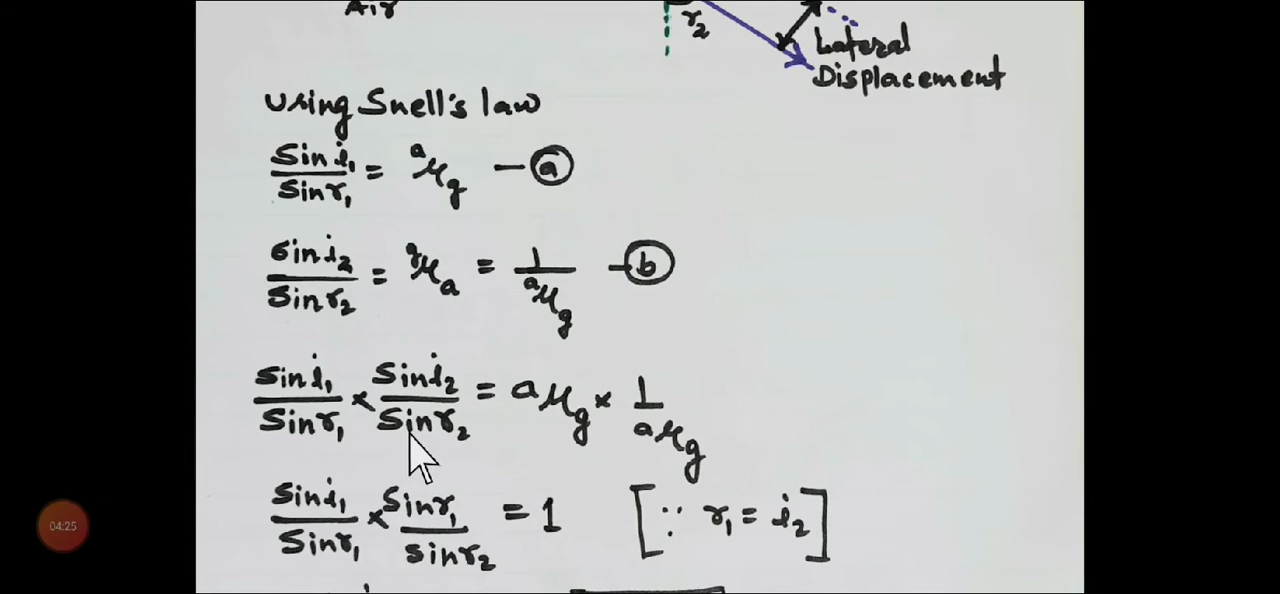 Air
r₂
Lateral
Displacement
Using Snell's law
Sin i₁ / Sin r₁ = ᵃμg — ⓐ
Sin i₂ / Sin r₂ = ᵍμa = 1 / ᵃμg — ⓑ
Sin i₁ / Sin r₁ × Sin i₂ / Sin r₂ = aμg × 1 / aμg
Sin i₁ / Sin r₁ × Sin r₁ / Sin r₂ = 1 [∵ r₁ = i₂]
04:25